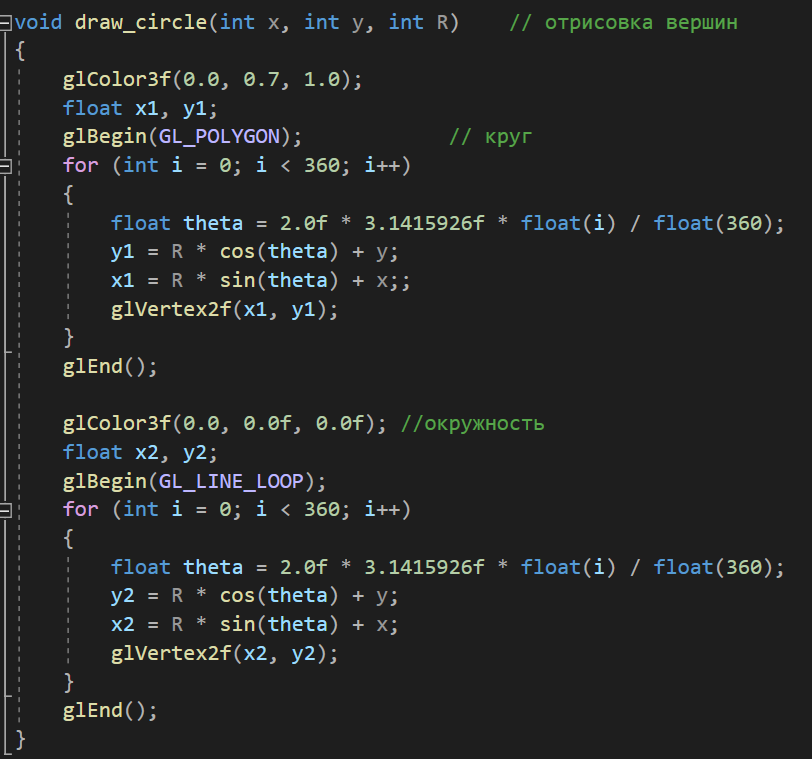 void draw_circle(int x, int y, int R)    // отрисовка вершин
{
    glColor3f(0.0, 0.7, 1.0);
    float x1, y1;
    glBegin(GL_POLYGON);            // круг
    for (int i = 0; i < 360; i++)
    {
        float theta = 2.0f * 3.1415926f * float(i) / float(360);
        y1 = R * cos(theta) + y;
        x1 = R * sin(theta) + x;;
        glVertex2f(x1, y1);
    }
    glEnd();

    glColor3f(0.0, 0.0f, 0.0f); //окружность
    float x2, y2;
    glBegin(GL_LINE_LOOP);
    for (int i = 0; i < 360; i++)
    {
        float theta = 2.0f * 3.1415926f * float(i) / float(360);
        y2 = R * cos(theta) + y;
        x2 = R * sin(theta) + x;
        glVertex2f(x2, y2);
    }
    glEnd();
}